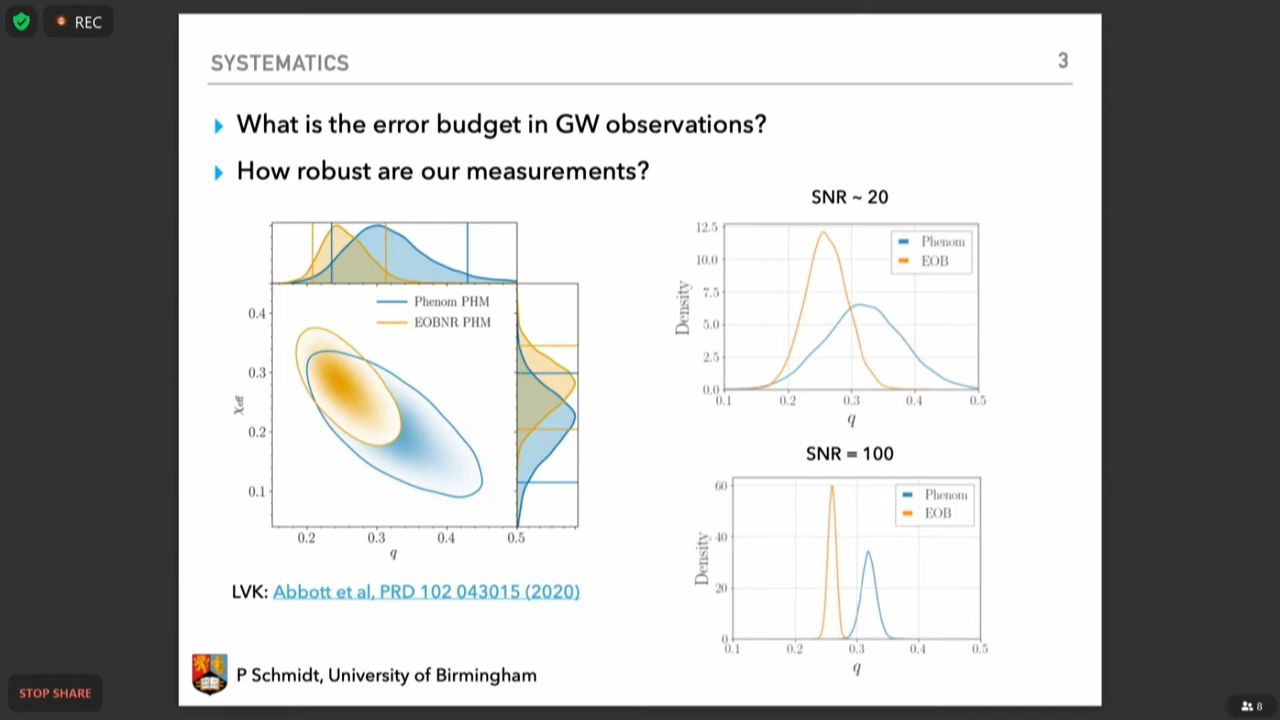 REC
SYSTEMATICS
3
What is the error budget in GW observations?
How robust are our measurements?
Phenom PHM
EOBNR PHM
0.4
0.3
0.2
0.1
χeff
0.2
0.3
0.4
0.5
q
LVK: Abbott et al, PRD 102 043015 (2020)
SNR ~ 20
12.5
10.0
7.5
5.0
2.5
0.0
Density
Phenom
EOB
0.1
0.2
0.3
0.4
0.5
q
SNR = 100
60
40
20
0
Density
Phenom
EOB
0.1
0.2
0.3
0.4
0.5
q
P Schmidt, University of Birmingham
STOP SHARE
8